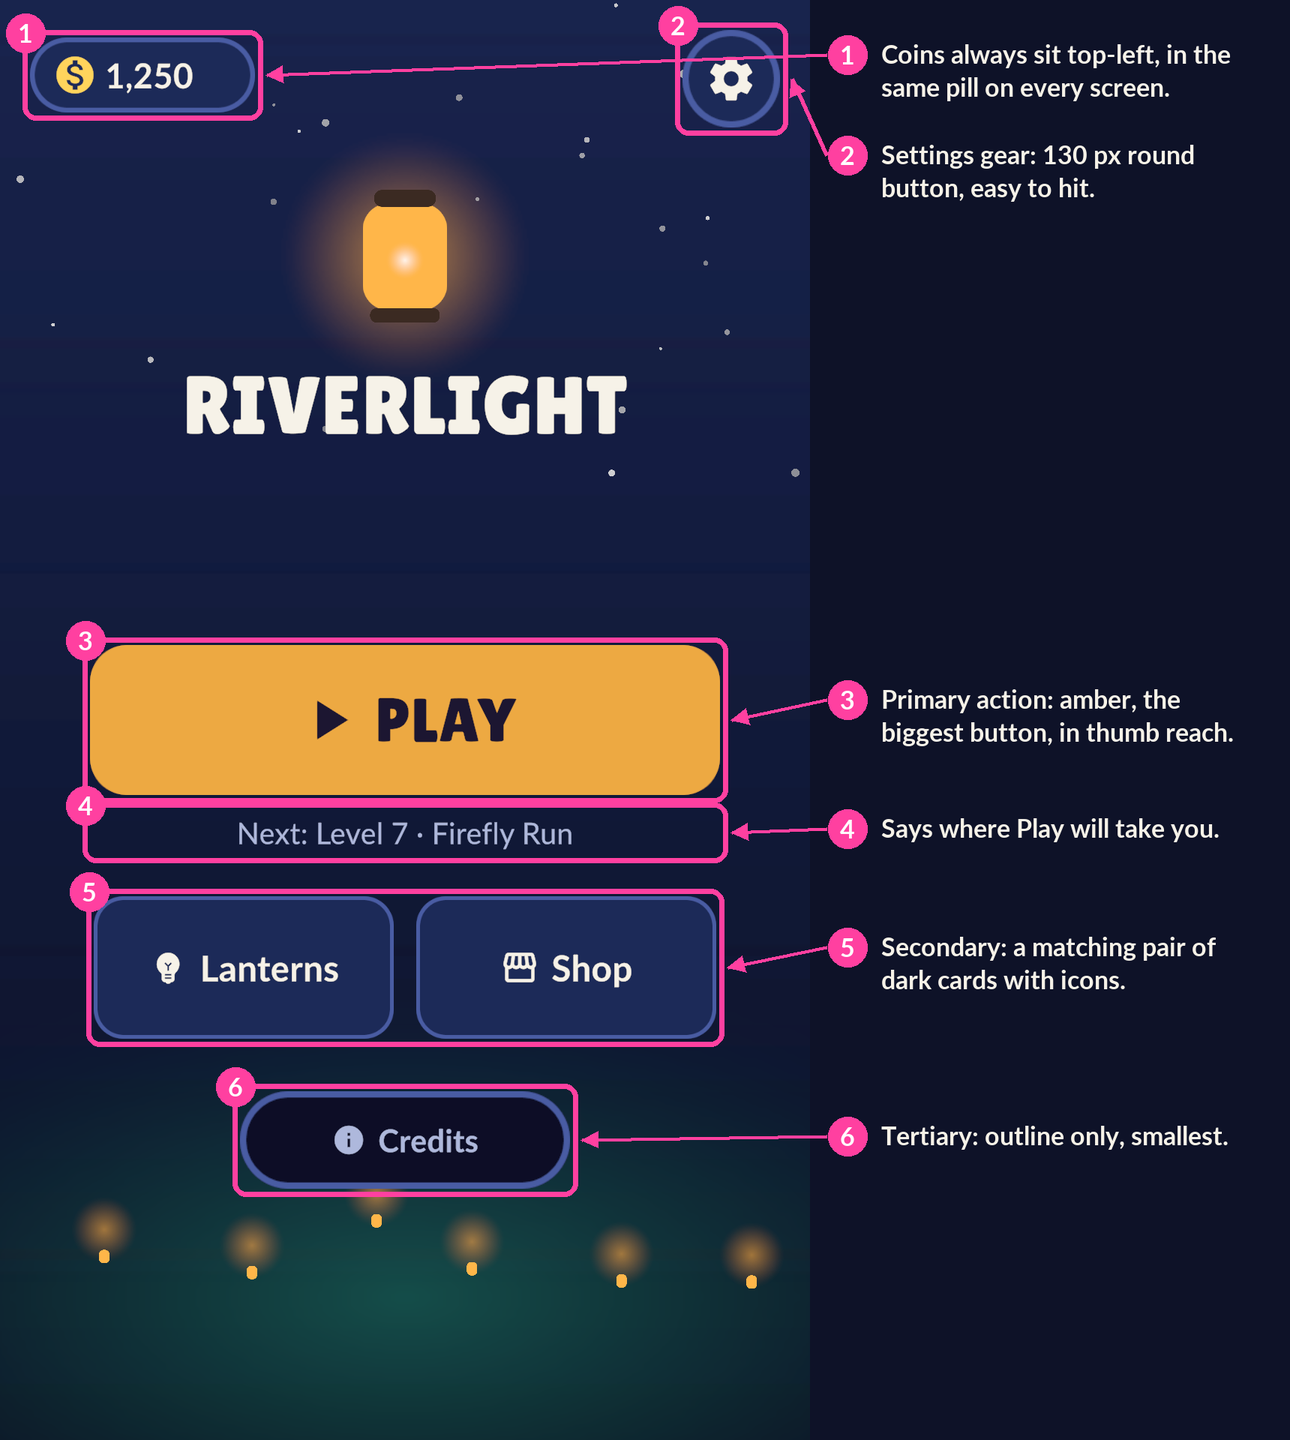 1
$ 1,250
2
1 Coins always sit top-left, in the
same pill on every screen.
2 Settings gear: 130 px round
button, easy to hit.
RIVERLIGHT
3
PLAY
3 Primary action: amber, the
biggest button, in thumb reach.
4
Next: Level 7 · Firefly Run
4 Says where Play will take you.
5
Lanterns
Shop
5 Secondary: a matching pair of
dark cards with icons.
6
Credits
6 Tertiary: outline only, smallest.